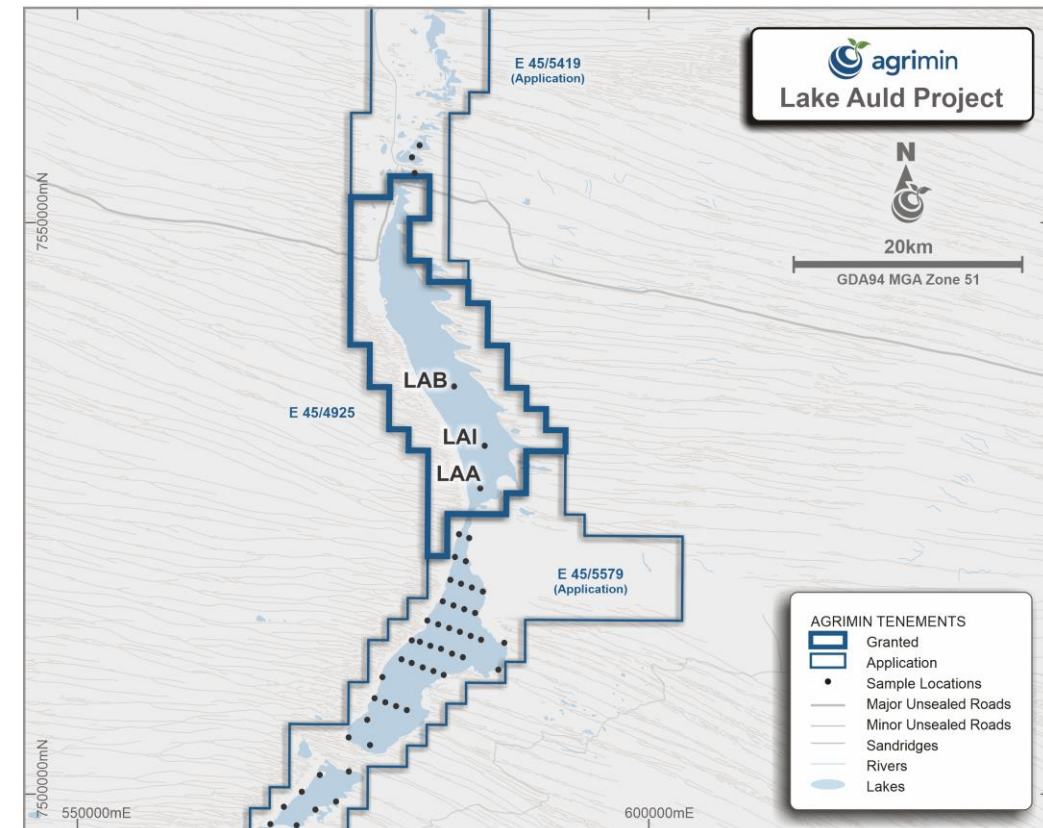 E 45/5419
(Application)
agrimin
Lake Auld Project
N
20km
GDA94 MGA Zone 51
7550000mN
LAB
E 45/4925
LAI
LAA
E 45/5579
(Application)
AGRIMIN TENEMENTS
Granted
Application
Sample Locations
Major Unsealed Roads
Minor Unsealed Roads
Sandridges
Rivers
Lakes
7500000mN
550000mE
600000mE